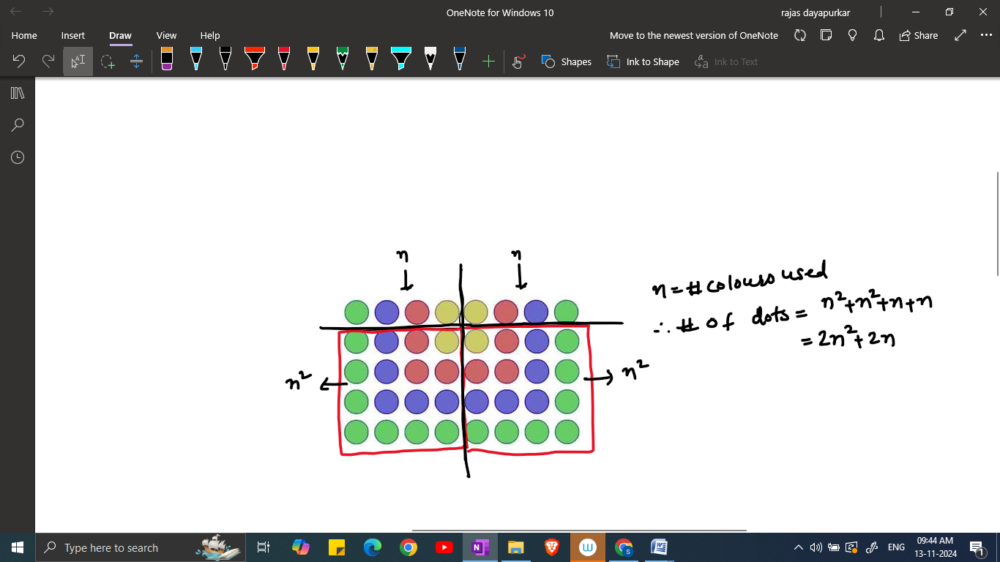 OneNote for Windows 10
rajas dayapurkar
Home Insert Draw View Help
Move to the newest version of OneNote
Share
Shapes
Ink to Shape
Ink to Text
n n
n = # colours used
∴ # of dots = n²+n²+n+n
= 2n²+2n
n² n²
Type here to search
ENG
09:44 AM
13-11-2024
1